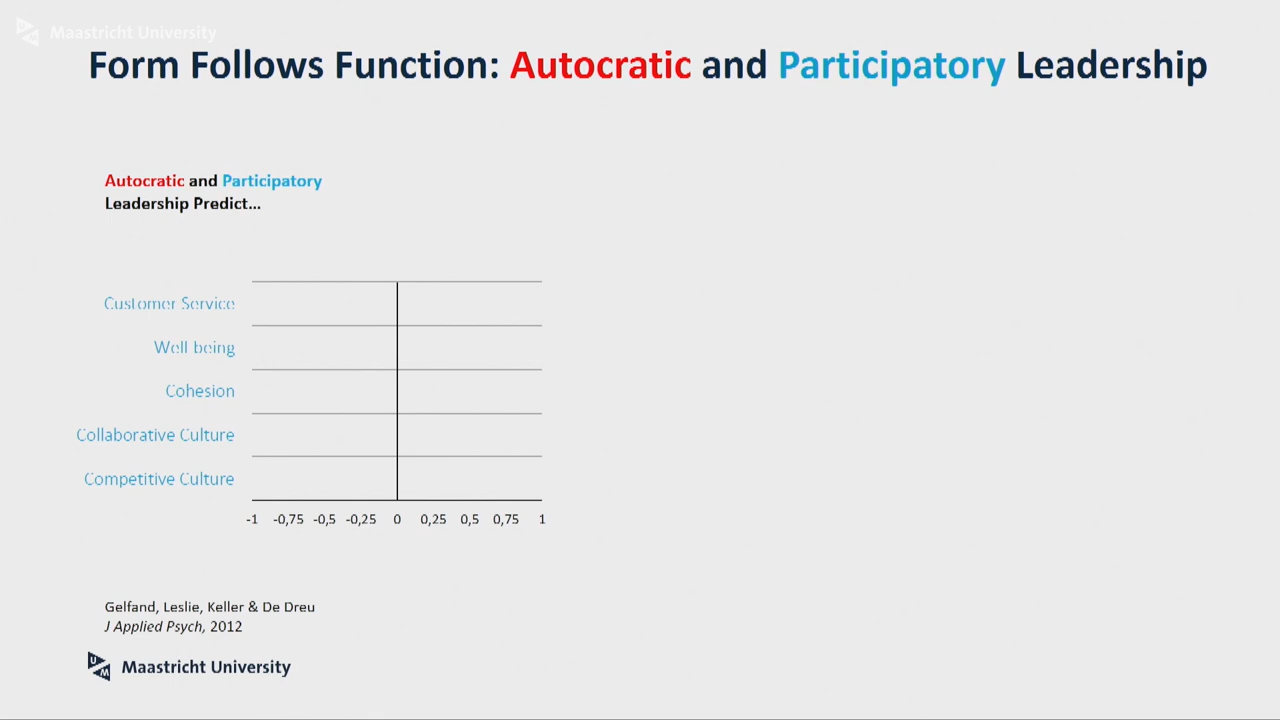 Maastricht University
Form Follows Function: Autocratic and Participatory Leadership
Autocratic and Participatory
Leadership Predict...
Customer Service
Well being
Cohesion
Collaborative Culture
Competitive Culture
-1 -0,75 -0,5 -0,25 0 0,25 0,5 0,75 1
Gelfand, Leslie, Keller & De Dreu
J Applied Psych, 2012
UM Maastricht University